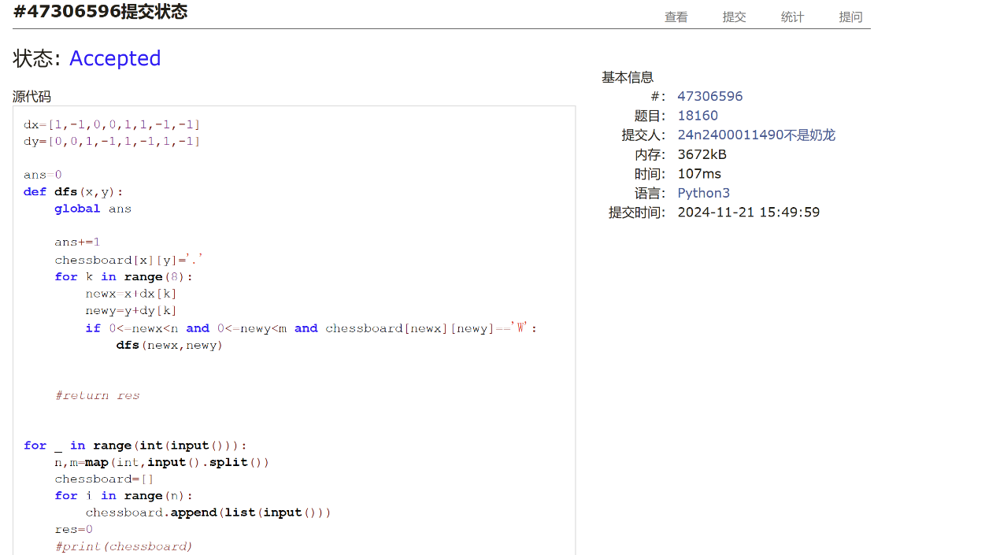 #47306596提交状态
查看 提交 统计 提问
状态: Accepted
源代码
dx=[1,-1,0,0,1,1,-1,-1]
dy=[0,0,1,-1,1,-1,1,-1]
ans=0
def dfs(x,y):
    global ans
    ans+=1
    chessboard[x][y]='.'
    for k in range(8):
        newx=x+dx[k]
        newy=y+dy[k]
        if 0<=newx<n and 0<=newy<m and chessboard[newx][newy]=='W':
            dfs(newx,newy)
    #return res
for _ in range(int(input())):
    n,m=map(int,input().split())
    chessboard=[]
    for i in range(n):
        chessboard.append(list(input()))
    res=0
    #print(chessboard)
基本信息
#: 47306596
题目: 18160
提交人: 24n2400011490不是奶龙
内存: 3672kB
时间: 107ms
语言: Python3
提交时间: 2024-11-21 15:49:59